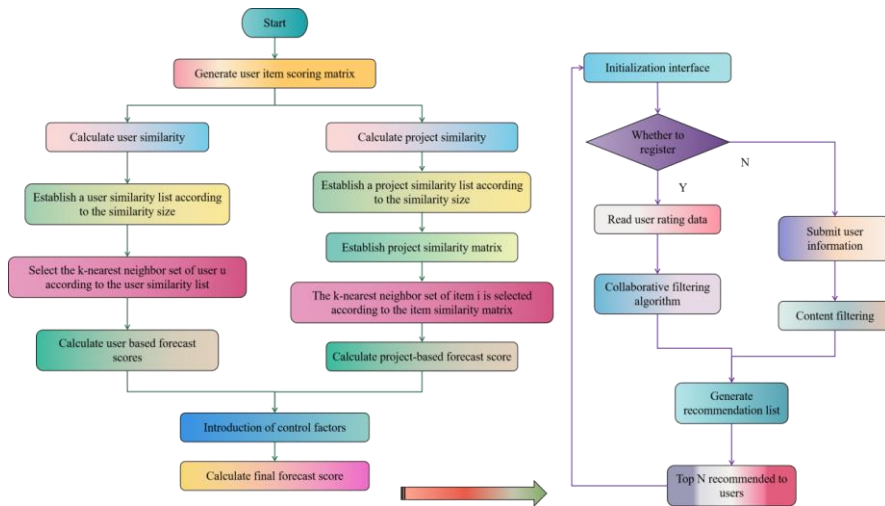 Start
Generate user item scoring matrix
Calculate user similarity
Establish a user similarity list according
to the similarity size
Select the k-nearest neighbor set of user u
according to the user similarity list
Calculate user based forecast
scores
Calculate project similarity
Establish a project similarity list according
to the similarity size
Establish project similarity matrix
The k-nearest neighbor set of item i is selected
according to the item similarity matrix
Calculate project-based forecast score
Introduction of control factors
Calculate final forecast score
Initialization interface
Whether to
register
N
Y
Read user rating data
Collaborative filtering
algorithm
Submit user
information
Content filtering
Generate
recommendation list
Top N recommended to
users